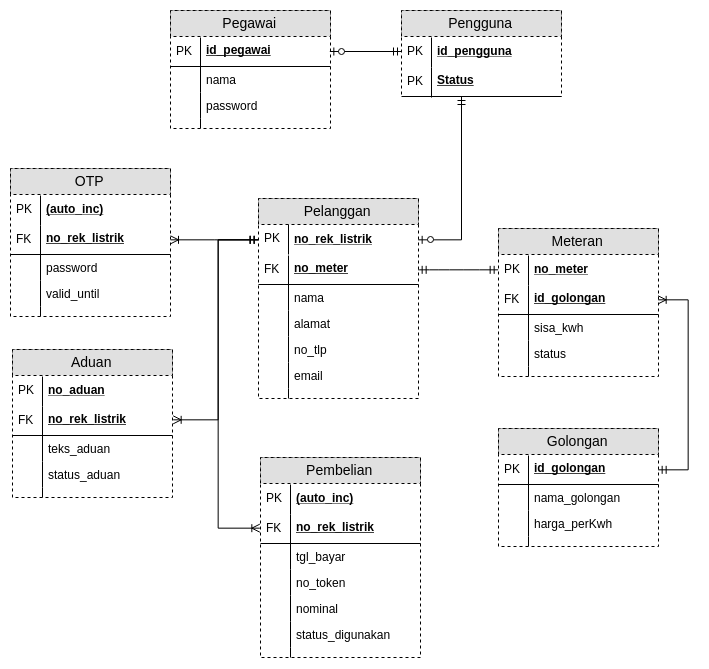 Pegawai
PK id_pegawai
nama
password
Pengguna
PK id_pengguna
PK Status
OTP
PK (auto_inc)
FK no_rek_listrik
password
valid_until
Pelanggan
PK no_rek_listrik
FK no_meter
nama
alamat
no_tlp
email
Meteran
PK no_meter
FK id_golongan
sisa_kwh
status
Aduan
PK no_aduan
FK no_rek_listrik
teks_aduan
status_aduan
Pembelian
PK (auto_inc)
FK no_rek_listrik
tgl_bayar
no_token
nominal
status_digunakan
Golongan
PK id_golongan
nama_golongan
harga_perKwh